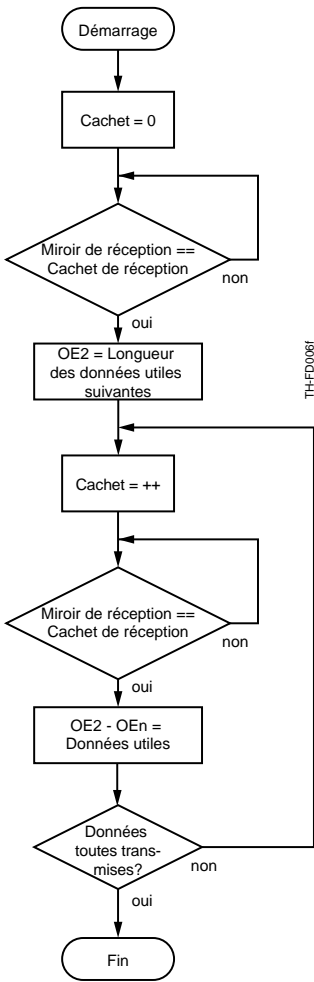 Démarrage
Cachet = 0
Miroir de réception ==
Cachet de réception
non
oui
OE2 = Longueur
des données utiles
suivantes
TH-FD006f
Cachet = ++
Miroir de réception ==
Cachet de réception
non
oui
OE2 - OEn =
Données utiles
Données
toutes trans-
mises?
non
oui
Fin